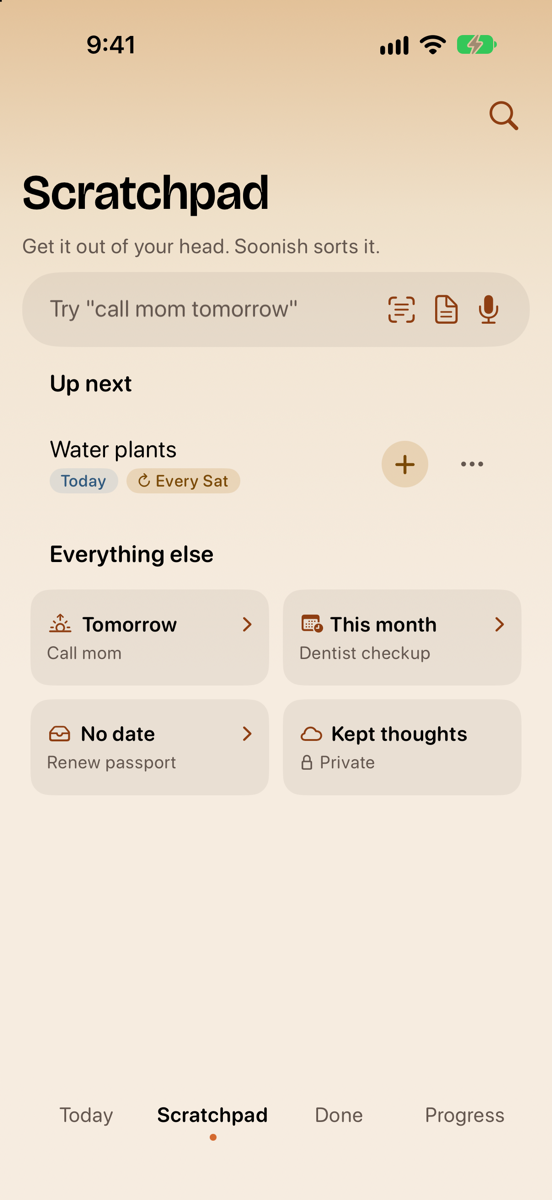 9:41
Scratchpad
Get it out of your head. Soonish sorts it.
Try "call mom tomorrow"
Up next
Water plants
Today
Every Sat
Everything else
Tomorrow
Call mom
This month
Dentist checkup
No date
Renew passport
Kept thoughts
Private
Today Scratchpad Done Progress